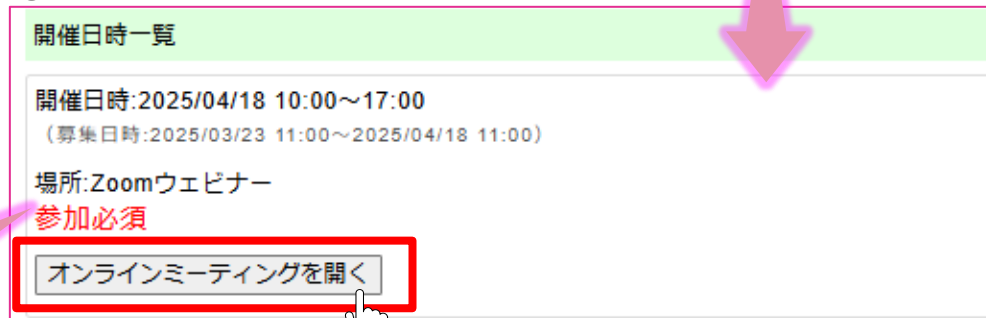 開催日時一覧
開催日時:2025/04/18 10:00～17:00
（募集日時:2025/03/23 11:00～2025/04/18 11:00）
場所:Zoomウェビナー
参加必須
オンラインミーティングを開く